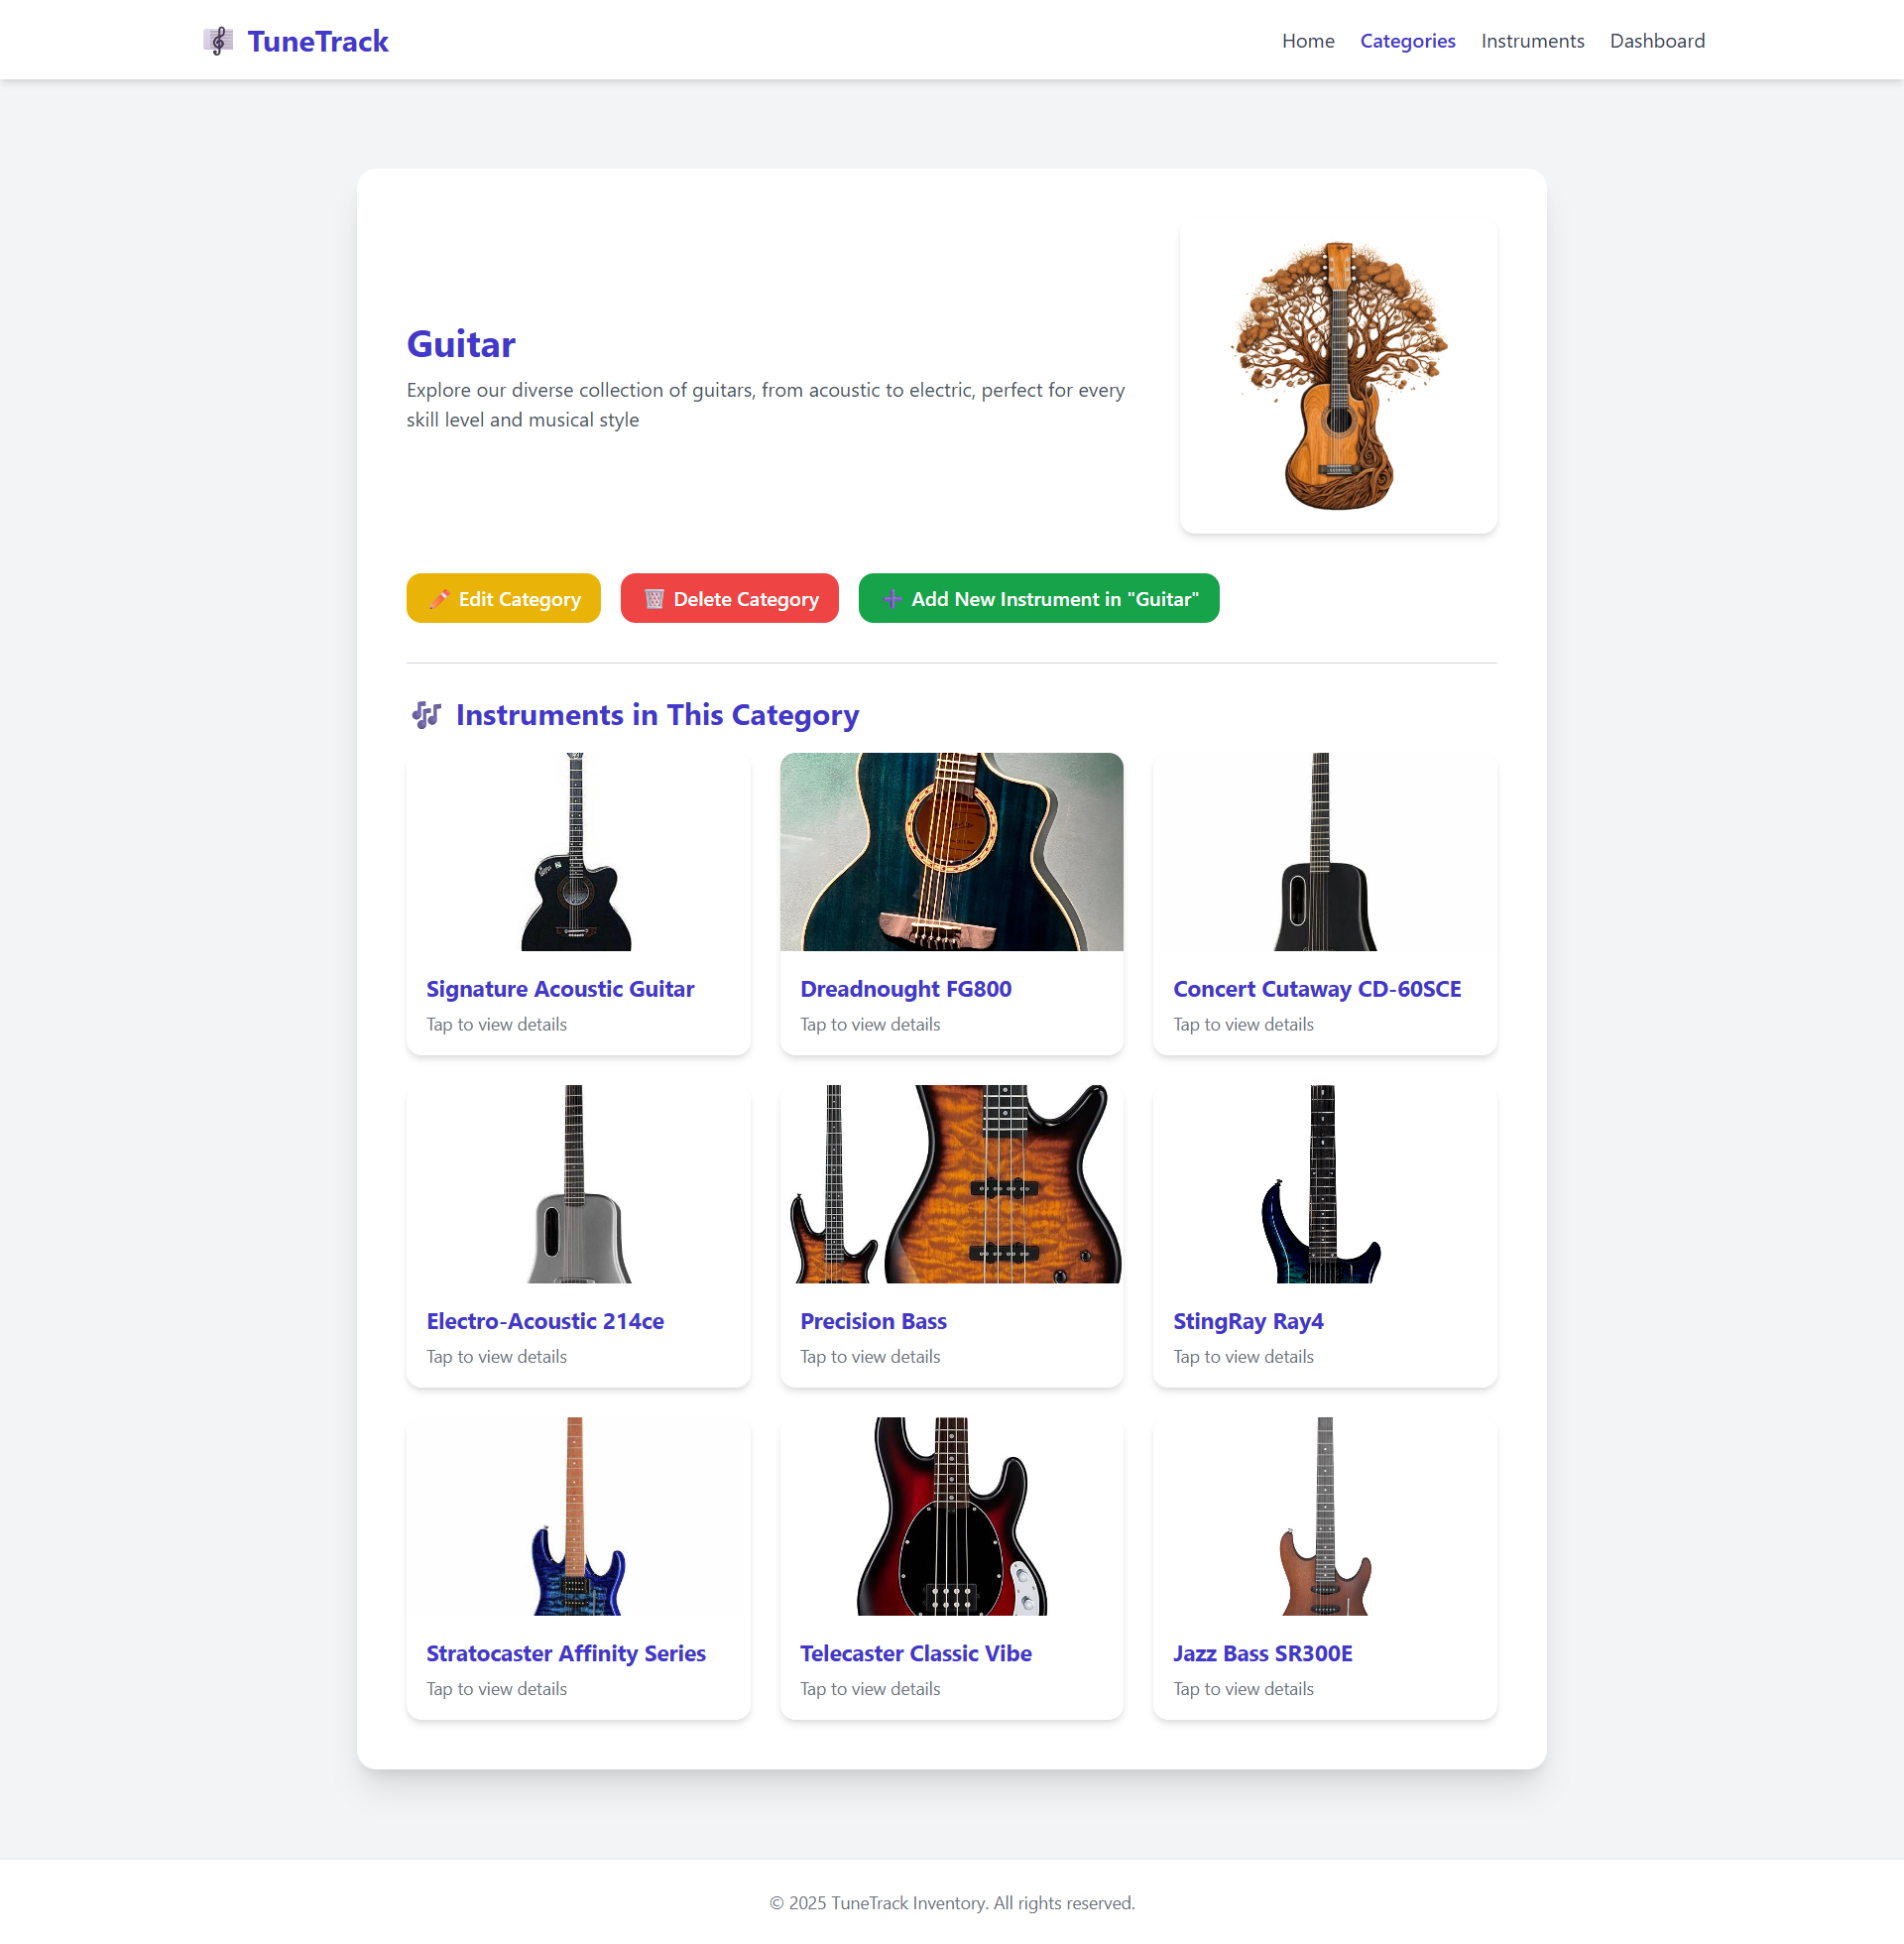 TuneTrack
Home Categories Instruments Dashboard
Guitar
Explore our diverse collection of guitars, from acoustic to electric, perfect for every
skill level and musical style
Edit Category Delete Category Add New Instrument in "Guitar"
Instruments in This Category
Signature Acoustic Guitar
Tap to view details
Dreadnought FG800
Tap to view details
Concert Cutaway CD-60SCE
Tap to view details
Electro-Acoustic 214ce
Tap to view details
Precision Bass
Tap to view details
StingRay Ray4
Tap to view details
Stratocaster Affinity Series
Tap to view details
Telecaster Classic Vibe
Tap to view details
Jazz Bass SR300E
Tap to view details
© 2025 TuneTrack Inventory. All rights reserved.